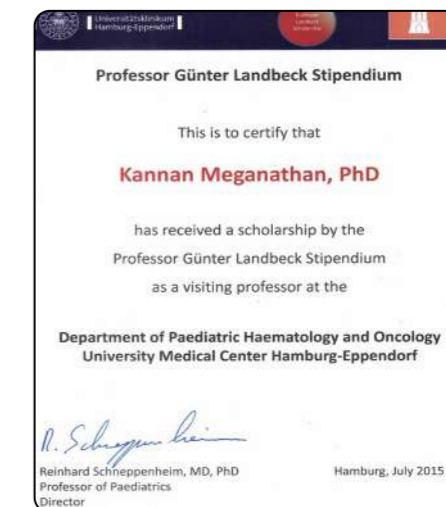 Universitätsklinikum
Hamburg-Eppendorf
Professor Günter Landbeck Stipendium
This is to certify that
Kannan Meganathan, PhD
has received a scholarship by the
Professor Günter Landbeck Stipendium
as a visiting professor at the
Department of Paediatric Haematology and Oncology
University Medical Center Hamburg-Eppendorf
R. Schneppenheim
Reinhard Schneppenheim, MD, PhD
Hamburg, July 2015
Professor of Paediatrics
Director